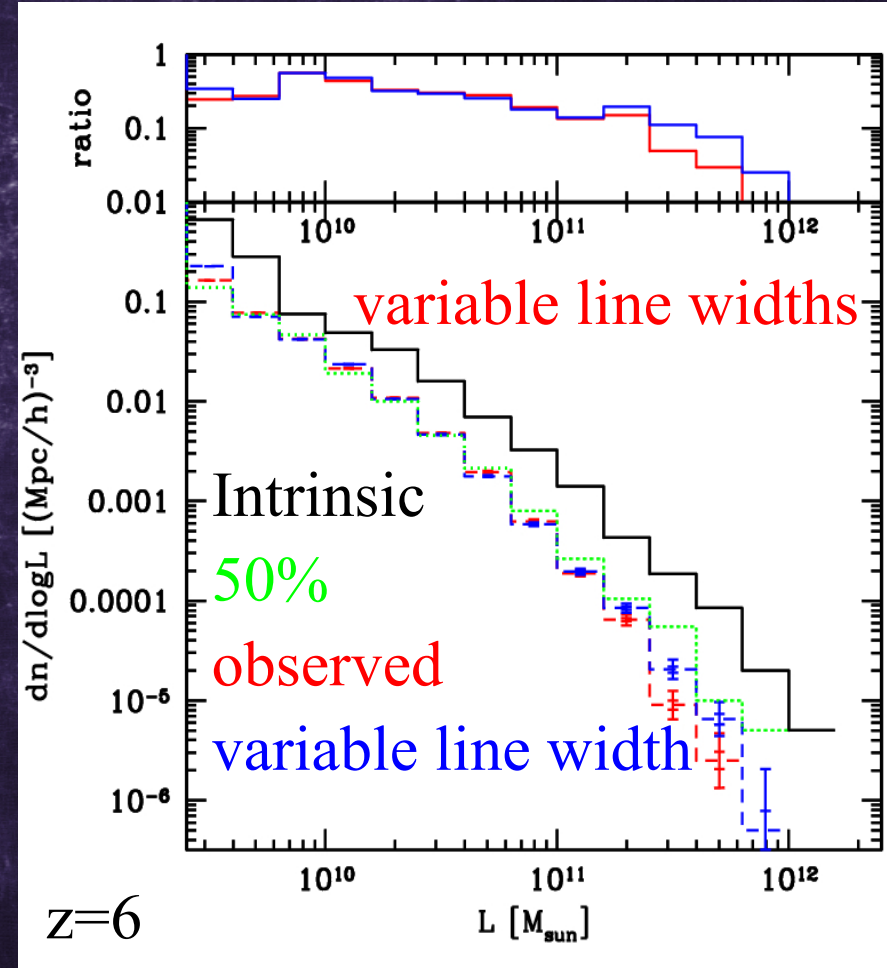 1
0.1
0.01
ratio
10¹⁰
10¹¹
10¹²
variable line widths
0.1
0.01
0.001
0.0001
10⁻⁵
10⁻⁶
dn/dlogL [(Mpc/h)⁻³]
Intrinsic
50%
observed
variable line width
10¹⁰
10¹¹
10¹²
L [M_sun]
z=6